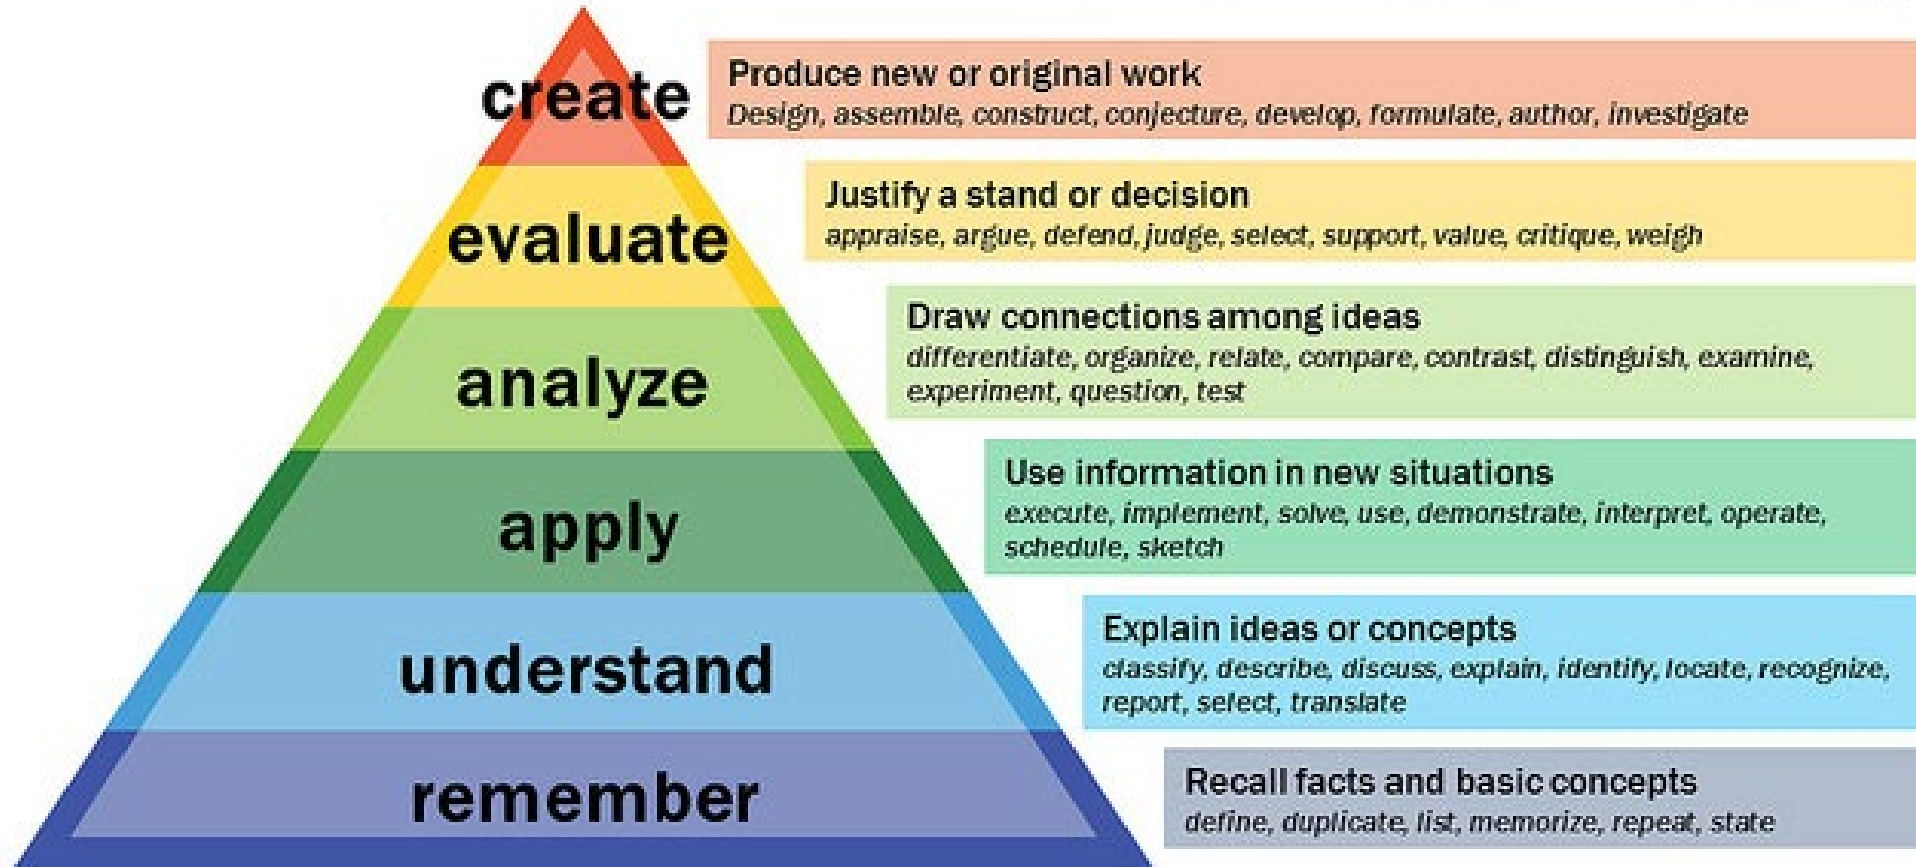 create
Produce new or original work
Design, assemble, construct, conjecture, develop, formulate, author, investigate
evaluate
Justify a stand or decision
appraise, argue, defend, judge, select, support, value, critique, weigh
analyze
Draw connections among ideas
differentiate, organize, relate, compare, contrast, distinguish, examine,
experiment, question, test
apply
Use information in new situations
execute, implement, solve, use, demonstrate, interpret, operate,
schedule, sketch
understand
Explain ideas or concepts
classify, describe, discuss, explain, identify, locate, recognize,
report, select, translate
remember
Recall facts and basic concepts
define, duplicate, list, memorize, repeat, state